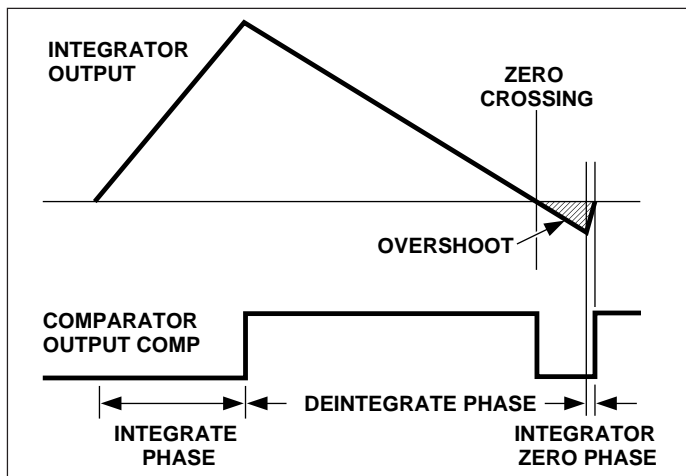 INTEGRATOR
OUTPUT
ZERO
CROSSING
OVERSHOOT
COMPARATOR
OUTPUT COMP
DEINTEGRATE PHASE
INTEGRATE
PHASE
INTEGRATOR
ZERO PHASE